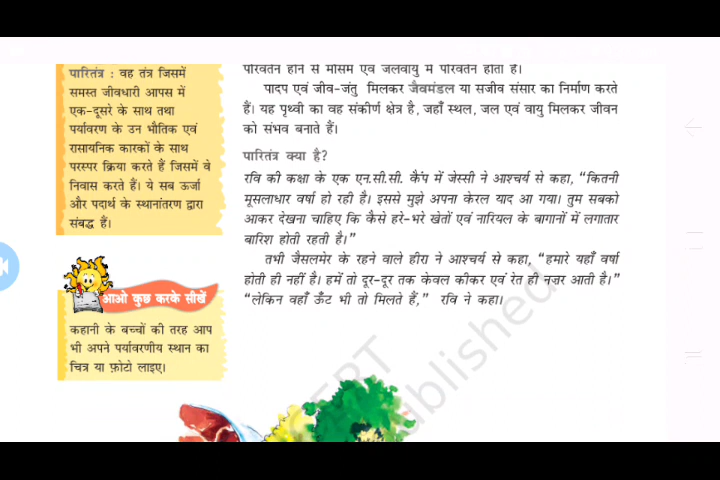 पारितंत्र : वह तंत्र जिसमें
समस्त जीवधारी आपस में
एक-दूसरे के साथ तथा
पर्यावरण के उन भौतिक एवं
रासायनिक कारकों के साथ
परस्पर क्रिया करते हैं जिसमें वे
निवास करते हैं। ये सब ऊर्जा
और पदार्थ के स्थानांतरण द्वारा
संबद्ध हैं।
आओ कुछ करके सीखें
कहानी के बच्चों की तरह आप
भी अपने पर्यावरणीय स्थान का
चित्र या फ़ोटो लाइए।
परिवर्तन होने से मौसम एवं जलवायु में परिवर्तन होता है।
पादप एवं जीव-जंतु मिलकर जैवमंडल या सजीव संसार का निर्माण करते
हैं। यह पृथ्वी का वह संकीर्ण क्षेत्र है, जहाँ स्थल, जल एवं वायु मिलकर जीवन
को संभव बनाते हैं।
पारितंत्र क्या है?
रवि की कक्षा के एक एन.सी.सी. कैंप में जेस्सी ने आश्चर्य से कहा, “कितनी
मूसलाधार वर्षा हो रही है। इससे मुझे अपना केरल याद आ गया। तुम सबको
आकर देखना चाहिए कि कैसे हरे-भरे खेतों एवं नारियल के बागानों में लगातार
बारिश होती रहती है।”
तभी जैसलमेर के रहने वाले हीरा ने आश्चर्य से कहा, “हमारे यहाँ वर्षा
होती ही नहीं है। हमें तो दूर-दूर तक केवल कीकर एवं रेत ही नज़र आती है।”
“लेकिन वहाँ ऊँट भी तो मिलते हैं,” रवि ने कहा।